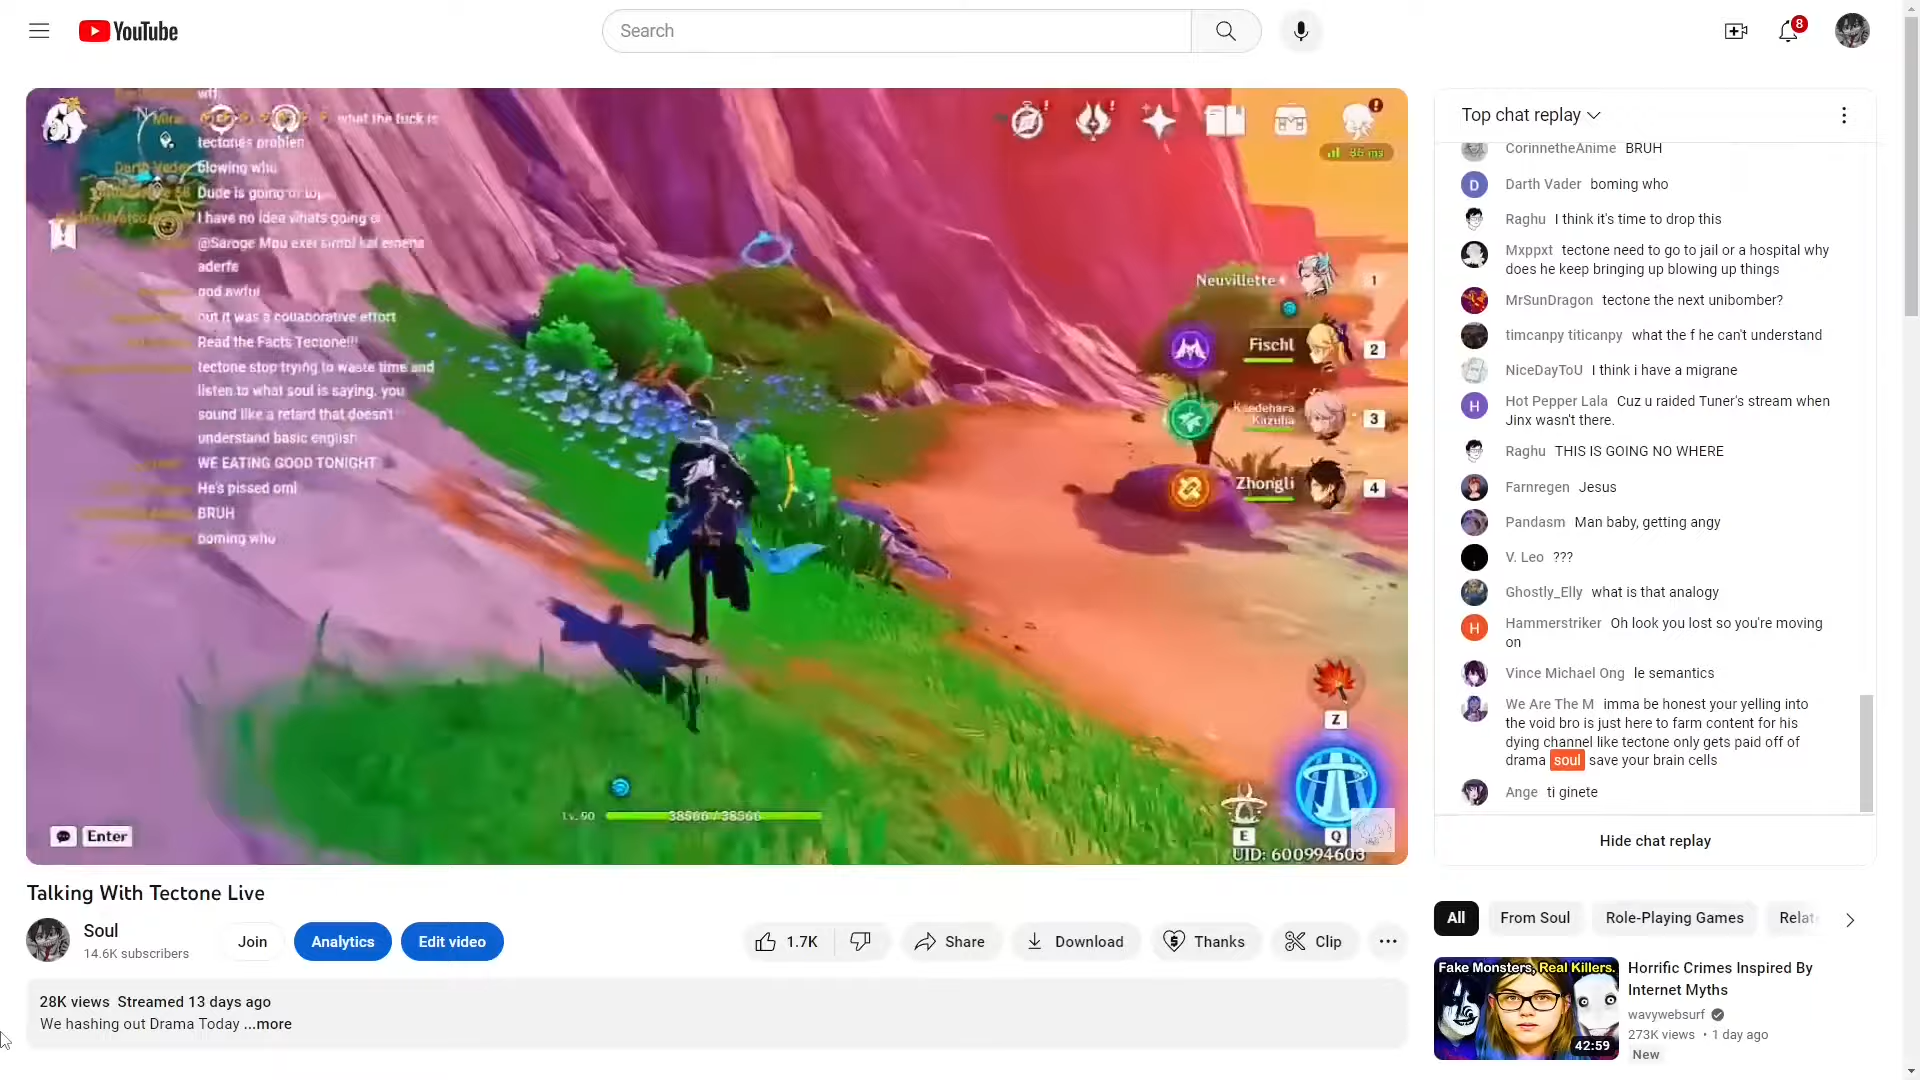 YouTube
Search
8
wtf
what the fuck is
tectones problem
Darth Vader blowing who
I have no idea whats going o
aderfe
god awful
but it was a collaborative effort
Read the Facts Tectone!!!
tectone stop trying to waste time and
listen to what soul is saying. you
sound like a retard that doesn't
understand basic english
WE EATING GOOD TONIGHT
He's pissed omi
BRUH
boming who
86 ms
Neuvillette 1
Fischl 2
Kaedehara
Kazuha 3
Zhongli 4
Z
Lv. 90 38566/38566
E Q
Enter
UID: 600994603
Talking With Tectone Live
Soul
14.6K subscribers
Join
Analytics
Edit video
1.7K
Share
Download
Thanks
Clip
28K views Streamed 13 days ago
We hashing out Drama Today ...more
Top chat replay
CorinnetheAnime BRUH
D Darth Vader boming who
Raghu I think it's time to drop this
Mxppxt tectone need to go to jail or a hospital why
does he keep bringing up blowing up things
MrSunDragon tectone the next unibomber?
timcanpy titicanpy what the f he can't understand
NiceDayToU I think i have a migrane
H Hot Pepper Lala Cuz u raided Tuner's stream when
Jinx wasn't there.
Raghu THIS IS GOING NO WHERE
Farnregen Jesus
Pandasm Man baby, getting angy
V. Leo ???
Ghostly_Elly what is that analogy
H Hammerstriker Oh look you lost so you're moving
on
Vince Michael Ong le semantics
We Are The M imma be honest your yelling into
the void bro is just here to farm content for his
dying channel like tectone only gets paid off of
drama soul save your brain cells
Ange ti ginete
Hide chat replay
All
From Soul
Role-Playing Games
Relat
Fake Monsters, Real Killers.
42:59
Horrific Crimes Inspired By
Internet Myths
wavywebsurf
273K views • 1 day ago
New